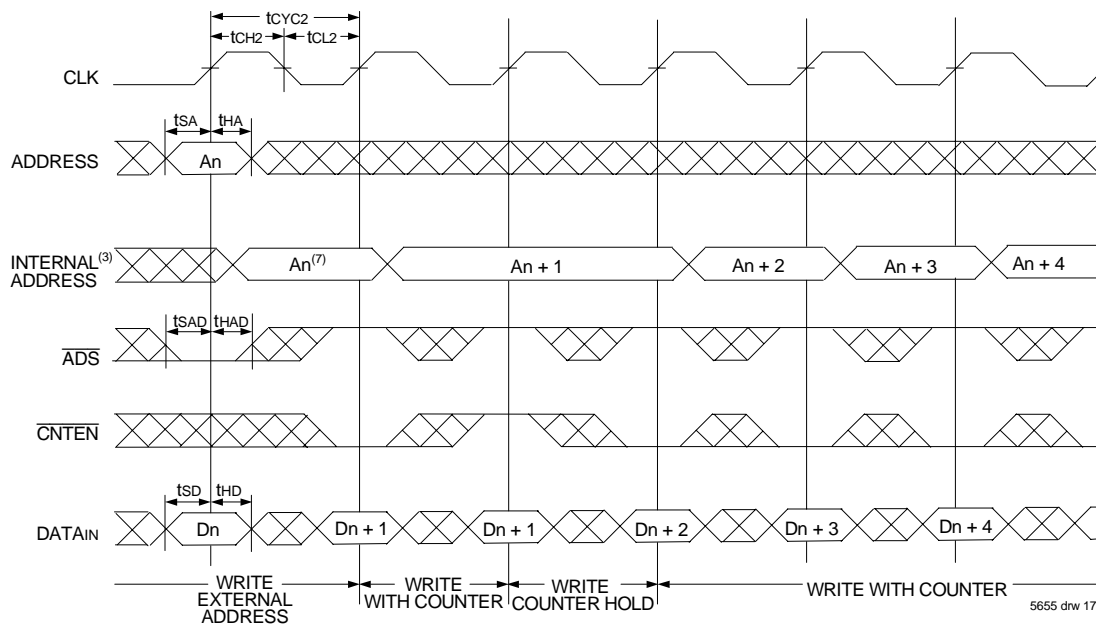 tCYC2
tCH2 tCL2
CLK
tSA tHA
ADDRESS An
INTERNAL(3)
ADDRESS
An(7) An + 1 An + 2 An + 3 An + 4
tSAD tHAD
ADS
CNTEN
tSD tHD
DATAIN Dn Dn + 1 Dn + 1 Dn + 2 Dn + 3 Dn + 4
WRITE
EXTERNAL
ADDRESS
WRITE
WITH COUNTER
WRITE
COUNTER HOLD
WRITE WITH COUNTER
5655 drw 17